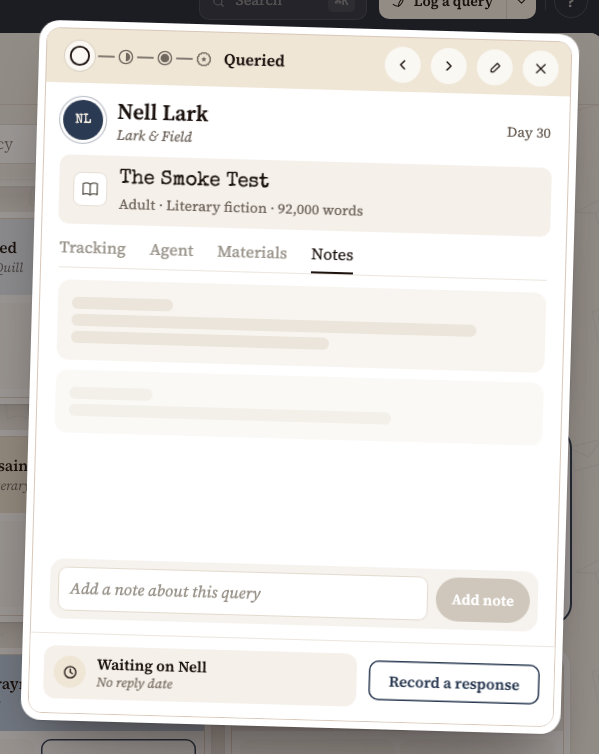 Search
⌘K
Log a query
?
Queried
NL
Nell Lark
Lark & Field
Day 30
The Smoke Test
Adult · Literary fiction · 92,000 words
Tracking
Agent
Materials
Notes
Add a note about this query
Add note
Waiting on Nell
No reply date
Record a response
cy
ed
Quill
sain
erary